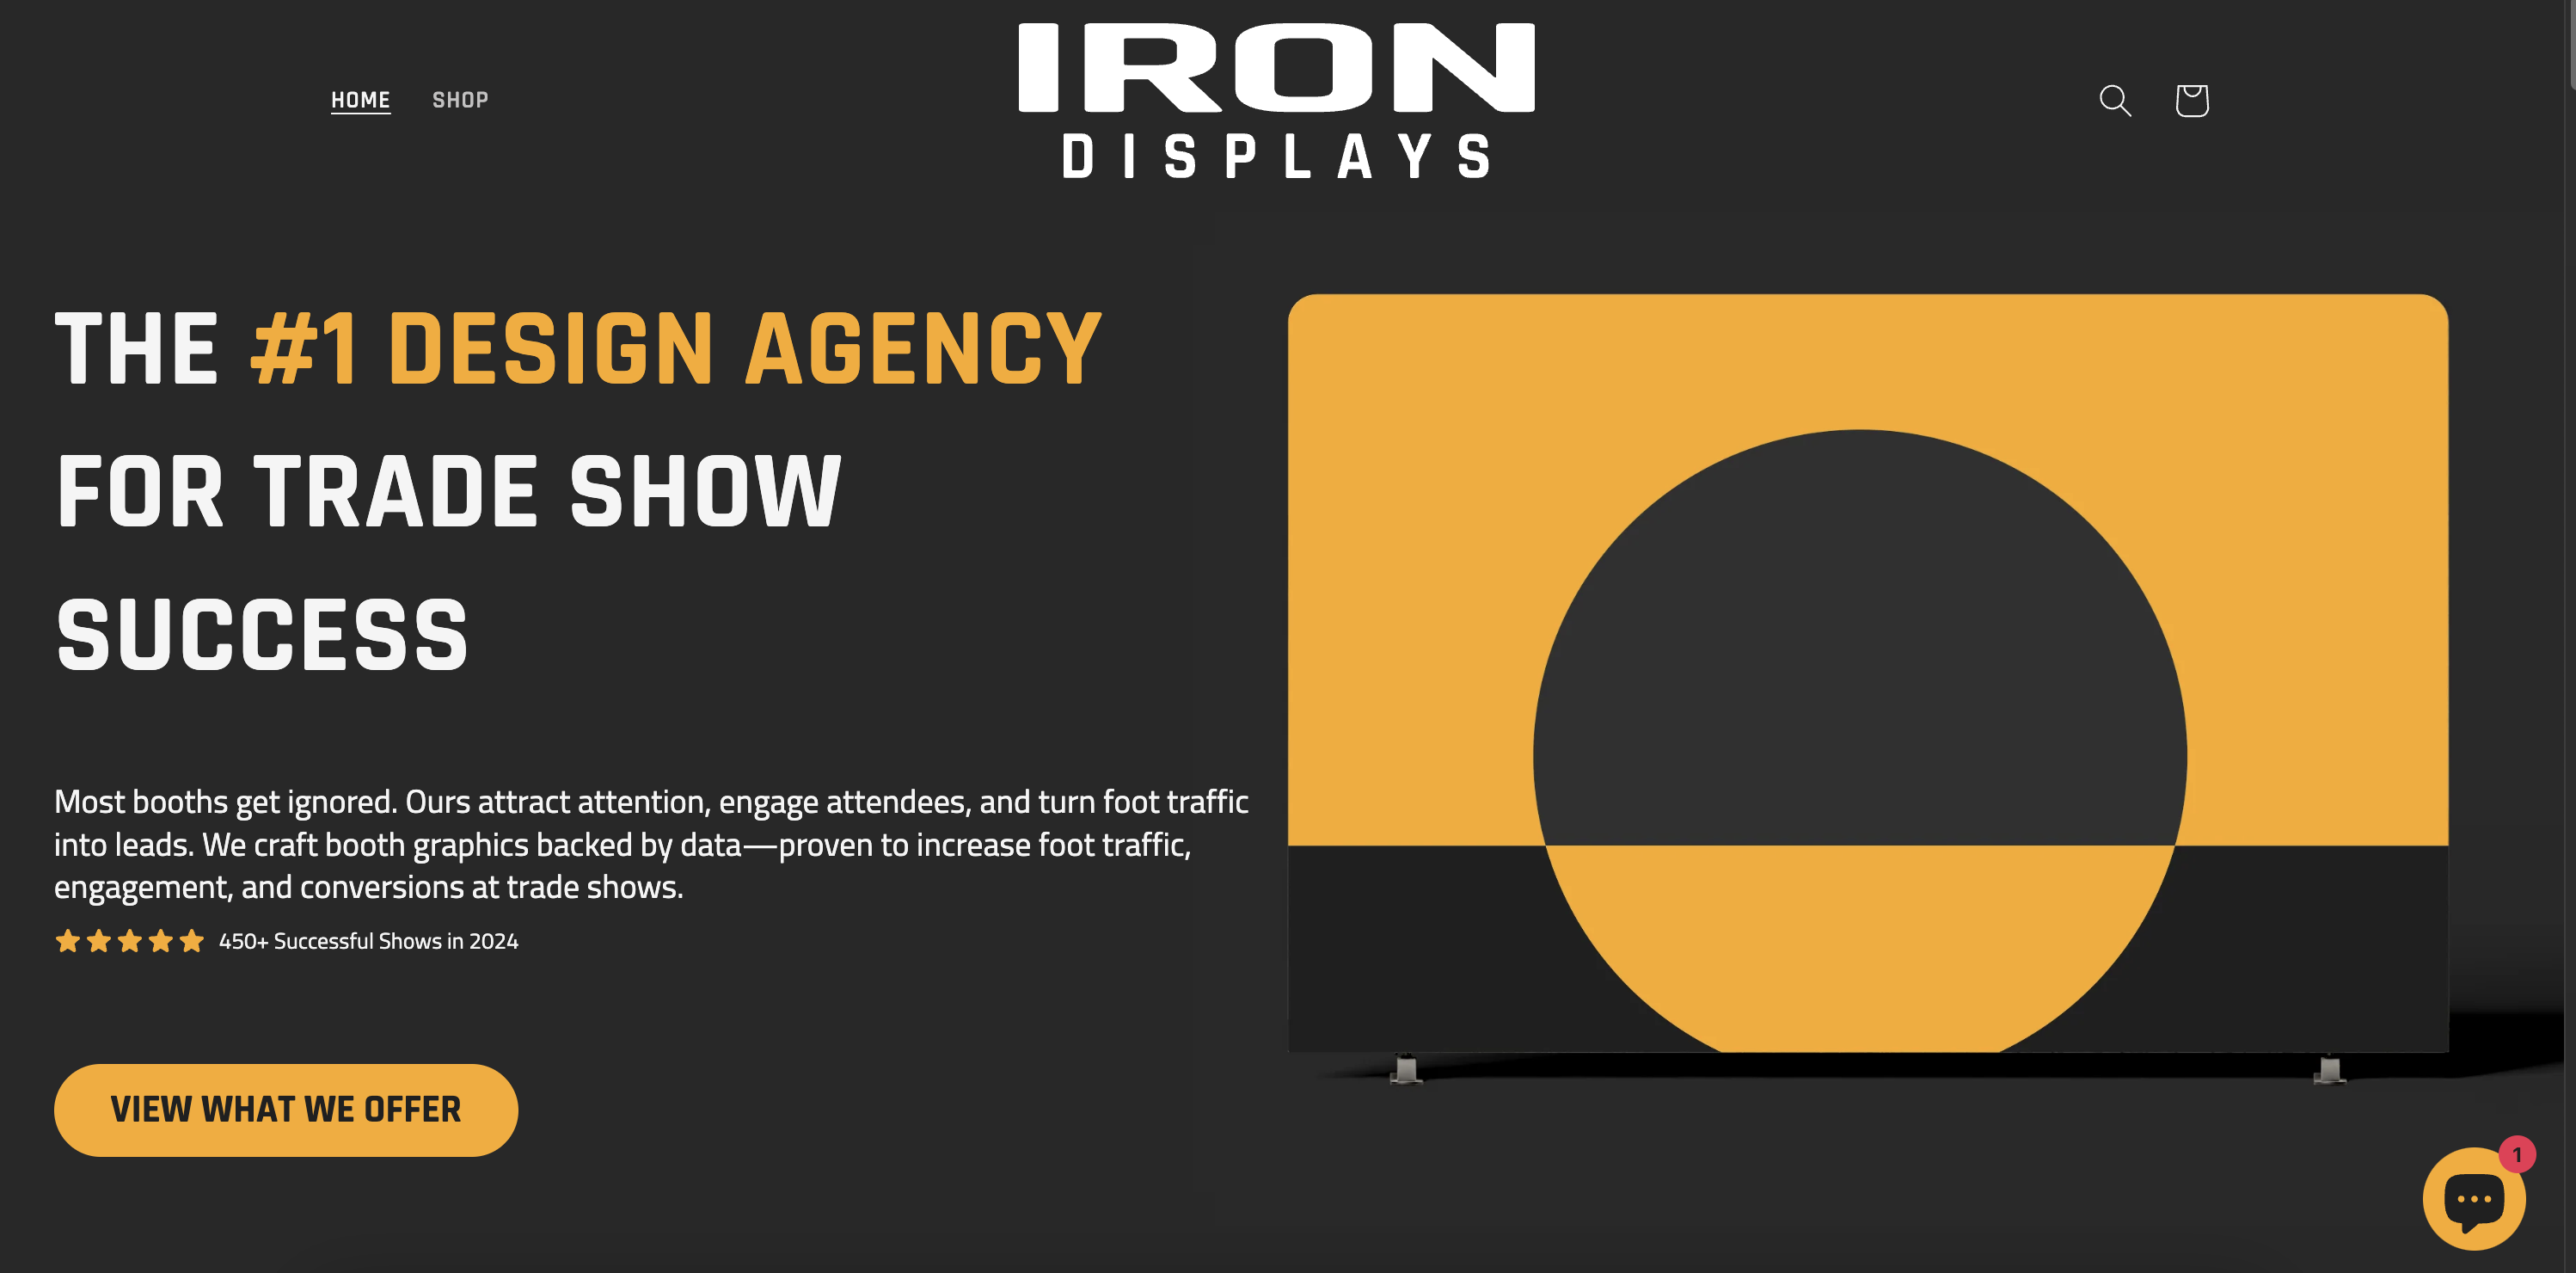 IRON
DISPLAYS
HOME
SHOP
THE #1 DESIGN AGENCY
FOR TRADE SHOW
SUCCESS
Most booths get ignored. Ours attract attention, engage attendees, and turn foot traffic
into leads. We craft booth graphics backed by data—proven to increase foot traffic,
engagement, and conversions at trade shows.
450+ Successful Shows in 2024
VIEW WHAT WE OFFER
1